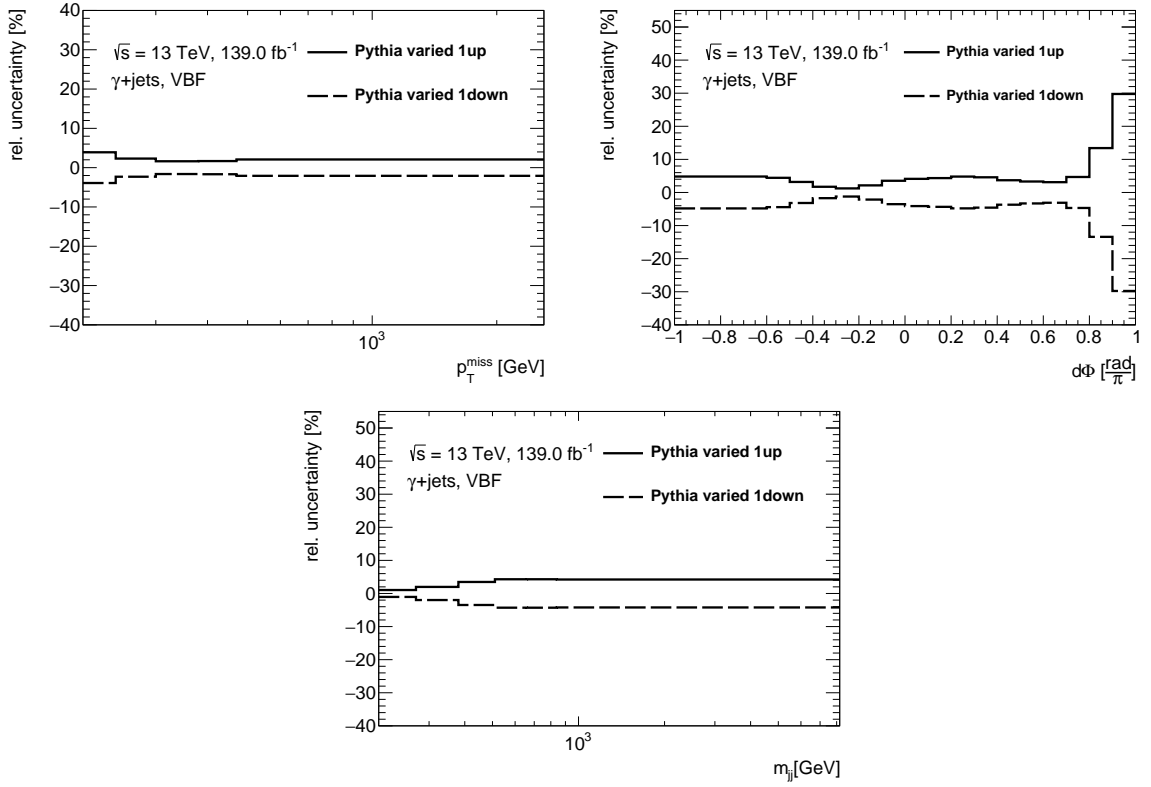 rel. uncertainty [%]
40
30
20
10
0
−10
−20
−30
−40
√s = 13 TeV, 139.0 fb⁻¹
γ+jets, VBF
Pythia varied 1up
Pythia varied 1down
10³
p_T^miss [GeV]
rel. uncertainty [%]
50
40
30
20
10
0
−10
−20
−30
−40
√s = 13 TeV, 139.0 fb⁻¹
γ+jets, VBF
Pythia varied 1up
Pythia varied 1down
−1 −0.8 −0.6 −0.4 −0.2 0 0.2 0.4 0.6 0.8 1
dΦ [rad/π]
rel. uncertainty [%]
50
40
30
20
10
0
−10
−20
−30
−40
√s = 13 TeV, 139.0 fb⁻¹
γ+jets, VBF
Pythia varied 1up
Pythia varied 1down
10³
m_jj[GeV]